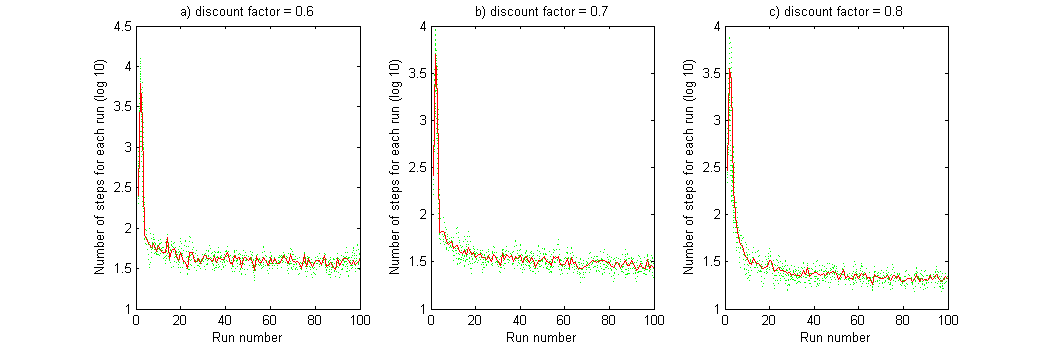 a) discount factor = 0.6
b) discount factor = 0.7
c) discount factor = 0.8
Number of steps for each run (log 10)
4.5
4
3.5
3
2.5
2
1.5
1
0 20 40 60 80 100
Run number
Number of steps for each run (log 10)
4
3.5
3
2.5
2
1.5
1
0 20 40 60 80 100
Run number
Number of steps for each run (log 10)
4
3.5
3
2.5
2
1.5
1
0 20 40 60 80 100
Run number